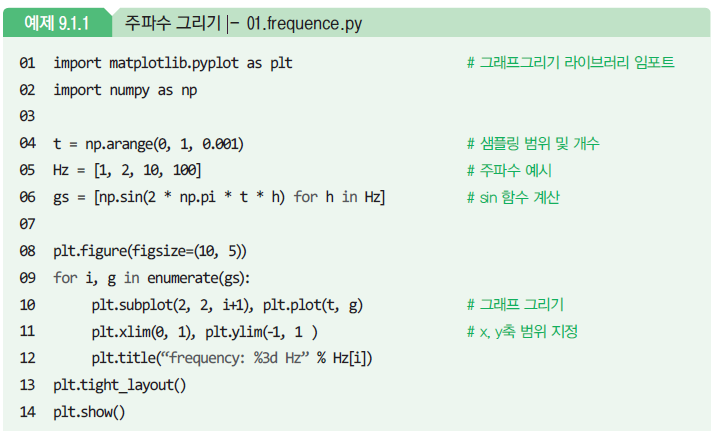 예제 9.1.1 주파수 그리기 |- 01.frequence.py
01 import matplotlib.pyplot as plt # 그래프그리기 라이브러리 임포트
02 import numpy as np
03
04 t = np.arange(0, 1, 0.001) # 샘플링 범위 및 개수
05 Hz = [1, 2, 10, 100] # 주파수 예시
06 gs = [np.sin(2 * np.pi * t * h) for h in Hz] # sin 함수 계산
07
08 plt.figure(figsize=(10, 5))
09 for i, g in enumerate(gs):
10 plt.subplot(2, 2, i+1), plt.plot(t, g) # 그래프 그리기
11 plt.xlim(0, 1), plt.ylim(-1, 1 ) # x, y축 범위 지정
12 plt.title(“frequency: %3d Hz” % Hz[i])
13 plt.tight_layout()
14 plt.show()